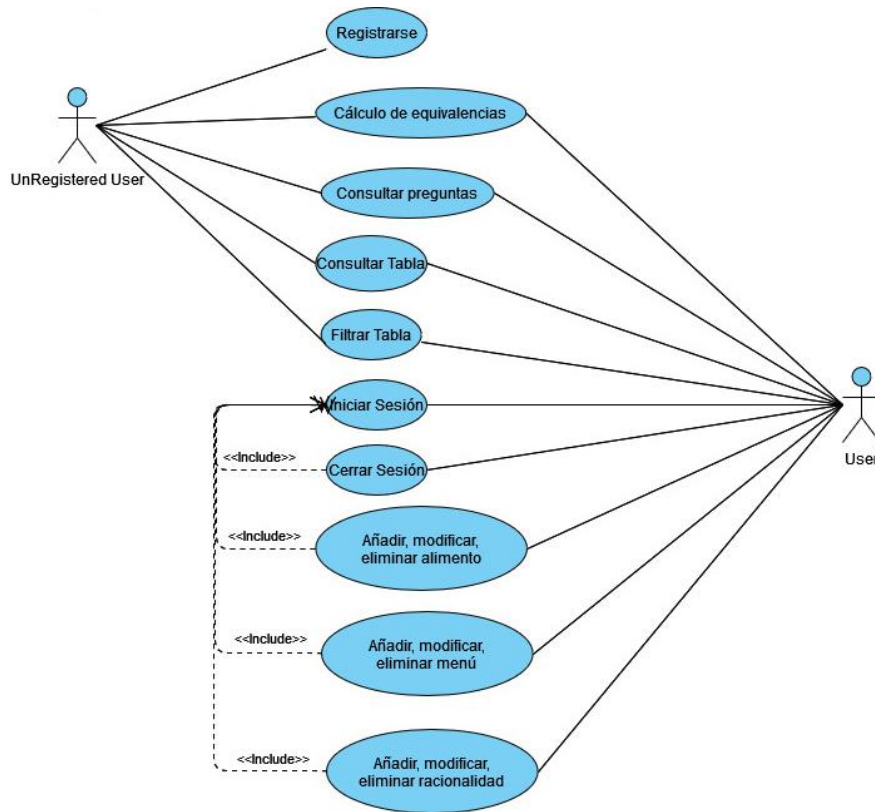 Registrarse
Cálculo de equivalencias
UnRegistered User
Consultar preguntas
Consultar Tabla
Filtrar Tabla
Iniciar Sesión
User
<<Include>>
Cerrar Sesión
<<Include>>
Añadir, modificar,
eliminar alimento
<<Include>>
Añadir, modificar,
eliminar menú
<<Include>>
Añadir, modificar,
eliminar racionalidad